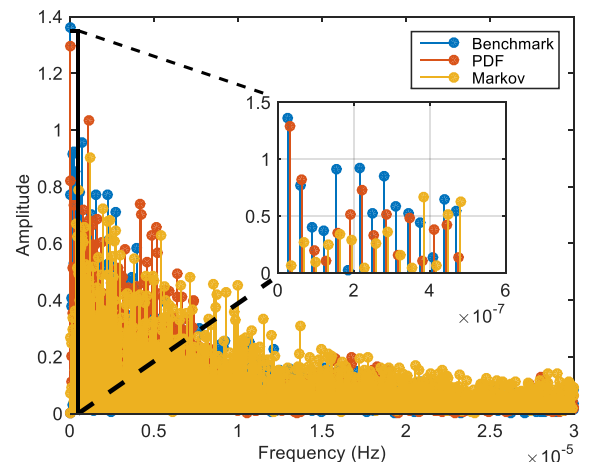 Amplitude
1.4
1.2
1
0.8
0.6
0.4
0.2
0
Benchmark
PDF
Markov
1.5
1
0.5
0
0 2 4 6
×10⁻⁷
0 0.5 1 1.5 2 2.5 3
Frequency (Hz)
×10⁻⁵